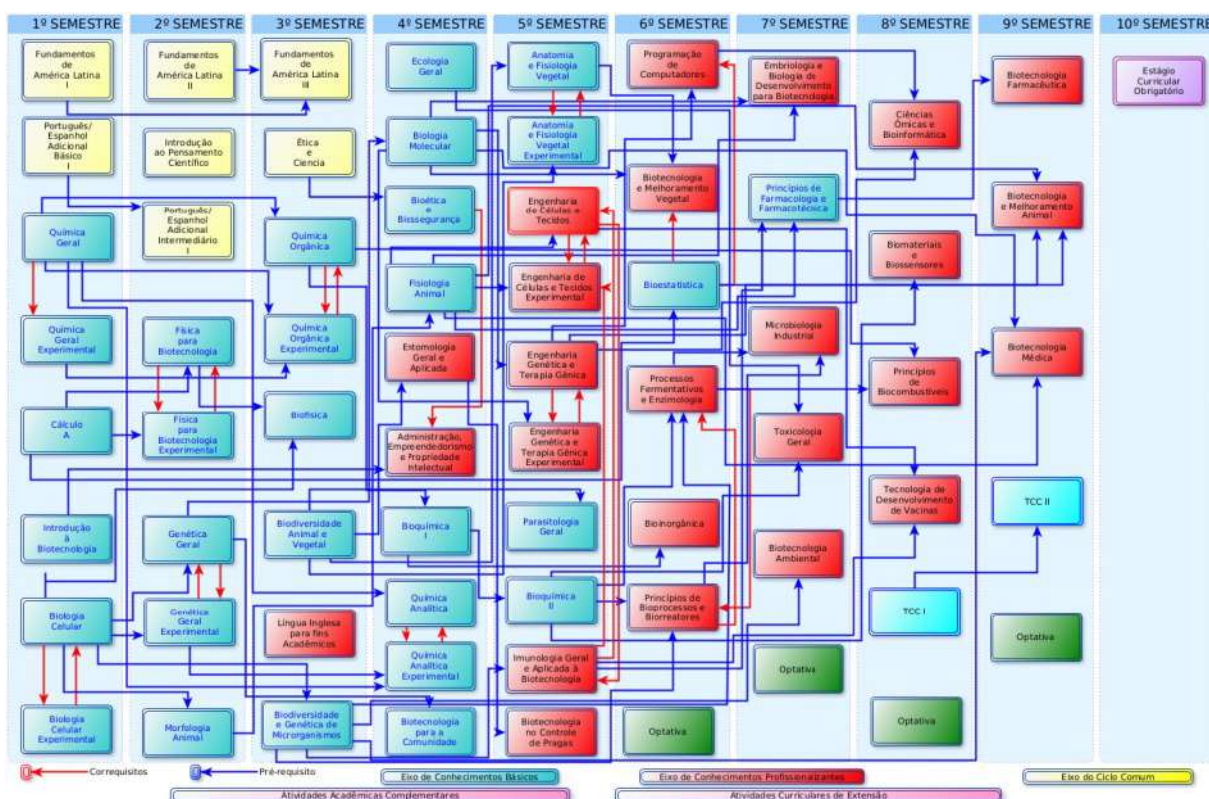 1º SEMESTRE
2º SEMESTRE
3º SEMESTRE
4º SEMESTRE
5º SEMESTRE
6º SEMESTRE
7º SEMESTRE
8º SEMESTRE
9º SEMESTRE
10º SEMESTRE
Fundamentos
de
América Latina
I
Português/
Espanhol
Adicional
Básico
I
Química
Geral
Química
Geral
Experimental
Cálculo
A
Introdução
à
Biotecnologia
Biologia
Celular
Biologia
Celular
Experimental
Fundamentos
de
América Latina
II
Introdução
ao Pensamento
Científico
Português/
Espanhol
Adicional
Intermediário
I
Física
para
Biotecnologia
Física
para
Biotecnologia
Experimental
Genética
Geral
Genética
Geral
Experimental
Morfologia
Animal
Fundamentos
de
América Latina
III
Ética
e
Ciencia
Química
Orgânica
Química
Orgânica
Experimental
Biofísica
Biodiversidade
Animal e
Vegetal
Língua Inglesa
para fins
Acadêmicos
Biodiversidade
e Genética de
Microrganismos
Ecologia
Geral
Biologia
Molecular
Bioética
e
Biossegurança
Fisiologia
Animal
Entomologia
Geral e
Aplicada
Administração,
Empreendedorismo
e Propriedade
Intelectual
Bioquímica
I
Química
Analítica
Química
Analítica
Experimental
Biotecnologia
para a
Comunidade
Anatomia
e Fisiologia
Vegetal
Anatomia
e Fisiologia
Vegetal
Experimental
Engenharia
de Células e
Tecidos
Engenharia de
Células e Tecidos
Experimental
Engenharia
Genética e
Terapia Gênica
Engenharia
Genética e
Terapia Gênica
Experimental
Parasitologia
Geral
Bioquímica
II
Imunologia Geral
e Aplicada à
Biotecnologia
Biotecnologia
no Controle
de Pragas
Programação
de
Computadores
Biotecnologia
e Melhoramento
Vegetal
Bioestatística
Processos
Fermentativos e
Enzimologia
Bioinorgânica
Princípios de
Bioprocessos e
Biorreatores
Optativa
Embriologia e
Biologia do
Desenvolvimento
para Biotecnologia
Princípios de
Farmacologia e
Farmacotécnica
Microbiologia
Industrial
Toxicologia
Geral
Biotecnologia
Ambiental
Optativa
Ciências
Ômicas e
Bioinformática
Biomateriais
e
Biossensores
Princípios
de
Biocombustíveis
Tecnologia de
Desenvolvimento
de Vacinas
TCC I
Optativa
Biotecnologia
Farmacêutica
Biotecnologia
e Melhoramento
Animal
Biotecnologia
Médica
TCC II
Optativa
Estágio
Curricular
Obrigatório
Correquisitos
Pré-requisito
Eixo de Conhecimentos Básicos
Eixo de Conhecimentos Profissionalizantes
Eixo do Ciclo Comum
Atividades Acadêmicas Complementares
Atividades Curriculares de Extensão